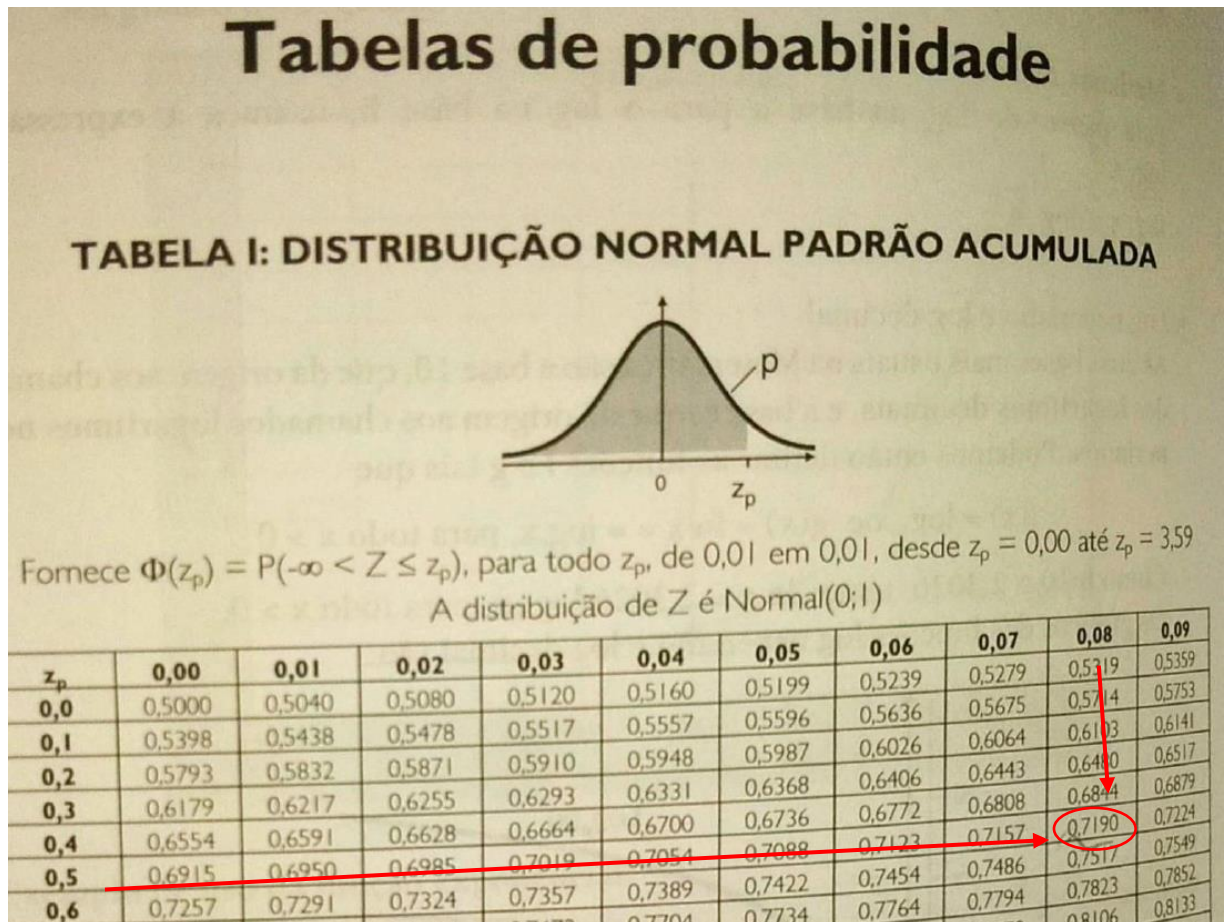 Tabelas de probabilidade
TABELA I: DISTRIBUIÇÃO NORMAL PADRÃO ACUMULADA
p
0
zp
Fornece Φ(zp) = P(-∞ < Z ≤ zp), para todo zp, de 0,01 em 0,01, desde zp = 0,00 até zp = 3,59
A distribuição de Z é Normal(0;1)
zp 0,00 0,01 0,02 0,03 0,04 0,05 0,06 0,07 0,08 0,09
0,0 0,5000 0,5040 0,5080 0,5120 0,5160 0,5199 0,5239 0,5279 0,5319 0,5359
0,1 0,5398 0,5438 0,5478 0,5517 0,5557 0,5596 0,5636 0,5675 0,5714 0,5753
0,2 0,5793 0,5832 0,5871 0,5910 0,5948 0,5987 0,6026 0,6064 0,6103 0,6141
0,3 0,6179 0,6217 0,6255 0,6293 0,6331 0,6368 0,6406 0,6443 0,6480 0,6517
0,4 0,6554 0,6591 0,6628 0,6664 0,6700 0,6736 0,6772 0,6808 0,6844 0,6879
0,5 0,6915 0,6950 0,6985 0,7019 0,7054 0,7088 0,7123 0,7157 0,7190 0,7224
0,6 0,7257 0,7291 0,7324 0,7357 0,7389 0,7422 0,7454 0,7486 0,7517 0,7549
0,7704 0,7734 0,7764 0,7794 0,7823 0,7852
0,8106 0,8133